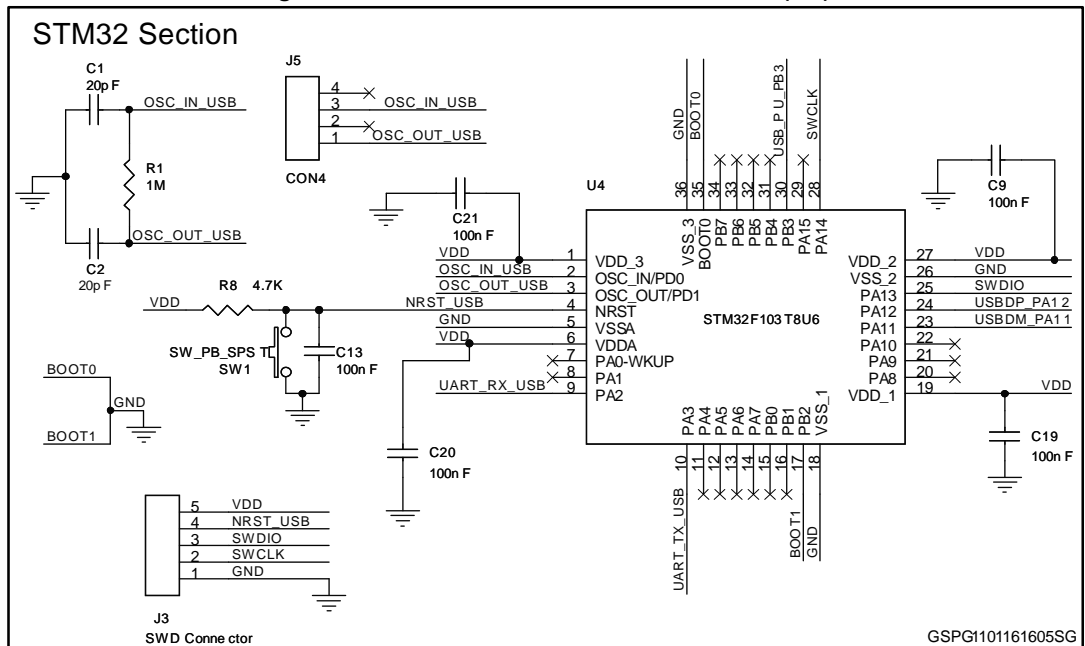 STM32 Section
C1
20pF
OSC_IN_USB
R1
1M
OSC_OUT_USB
C2
20pF
J5
4
3 OSC_IN_USB
2
1 OSC_OUT_USB
CON4
C21
100nF
VDD
OSC_IN_USB
OSC_OUT_USB
VDD R8 4.7K NRST_USB
GND
VDD
SW_PB_SPST
SW1
C13
100nF
UART_RX_USB
C20
100nF
BOOT0
GND
BOOT1
U4
GND
BOOT0
USB_PU_PB3
SWCLK
36 35 34 33 32 31 30 29 28
VSS_3 BOOT0 PB7 PB6 PB5 PB4 PB3 PA15 PA14
1 VDD_3
2 OSC_IN/PD0
3 OSC_OUT/PD1
4 NRST
5 VSSA
6 VDDA
7 PA0-WKUP
8 PA1
9 PA2
STM32F103T8U6
VDD_2 27 VDD
VSS_2 26 GND
PA13 25 SWDIO
PA12 24 USBDP_PA12
PA11 23 USBDM_PA11
PA10 22
PA9 21
PA8 20
VDD_1 19 VDD
PA3 PA4 PA5 PA6 PA7 PB0 PB1 PB2 VSS_1
10 11 12 13 14 15 16 17 18
UART_TX_USB
BOOT1
GND
C9
100nF
C19
100nF
5 VDD
4 NRST_USB
3 SWDIO
2 SWCLK
1 GND
J3
SWD Connector
GSPG1101161605SG